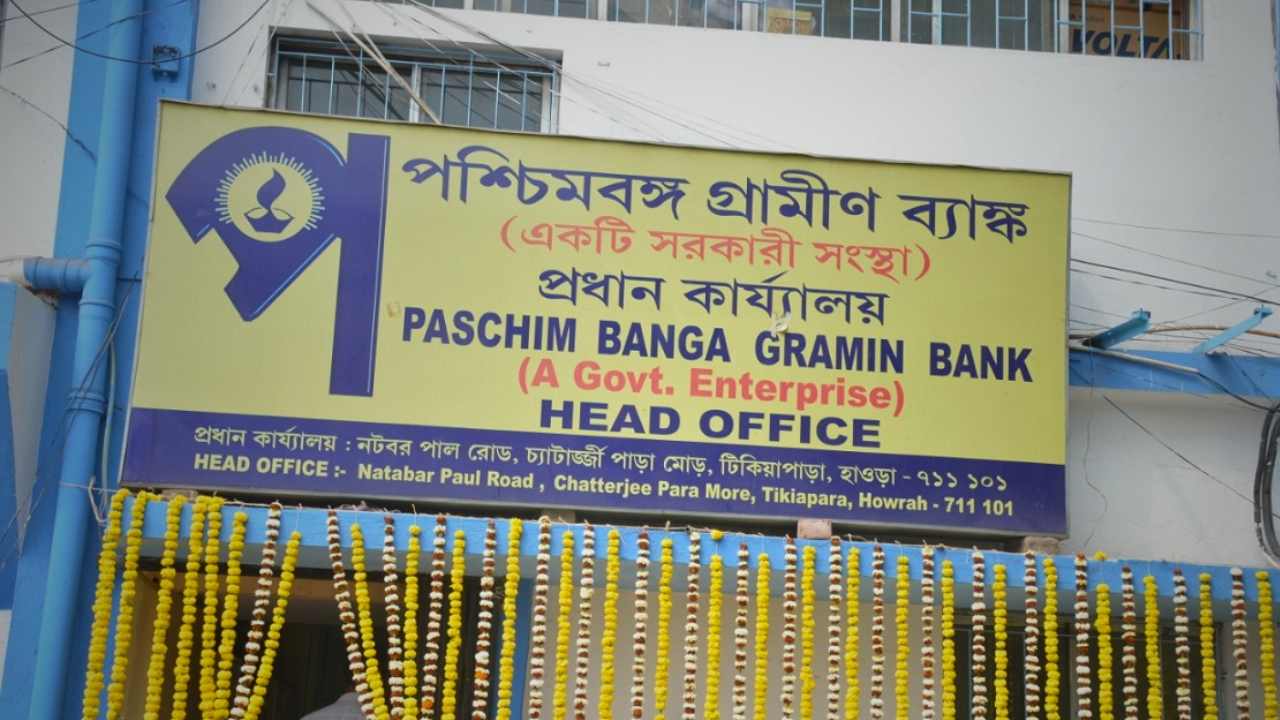 VOLTA
পশ্চিমবঙ্গ গ্রামীণ ব্যাঙ্ক
(একটি সরকারী সংস্থা)
প্রধান কার্য্যালয়
PASCHIM BANGA GRAMIN BANK
(A Govt. Enterprise)
HEAD OFFICE
প্রধান কার্য্যালয় : নটবর পাল রোড, চ্যাটার্জ্জী পাড়া মোড়, টিকিয়াপাড়া, হাওড়া - ৭১১ ১০১
HEAD OFFICE :- Natabar Paul Road , Chatterjee Para More, Tikiapara, Howrah - 711 101